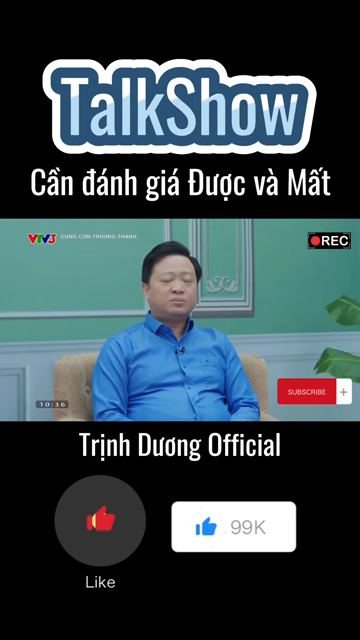 TalkShow
Cần đánh giá Được và Mất
VTV3 CÙNG CON TRƯỞNG THÀNH
REC
SUBSCRIBE +
10:36
Trịnh Dương Official
99K
Like